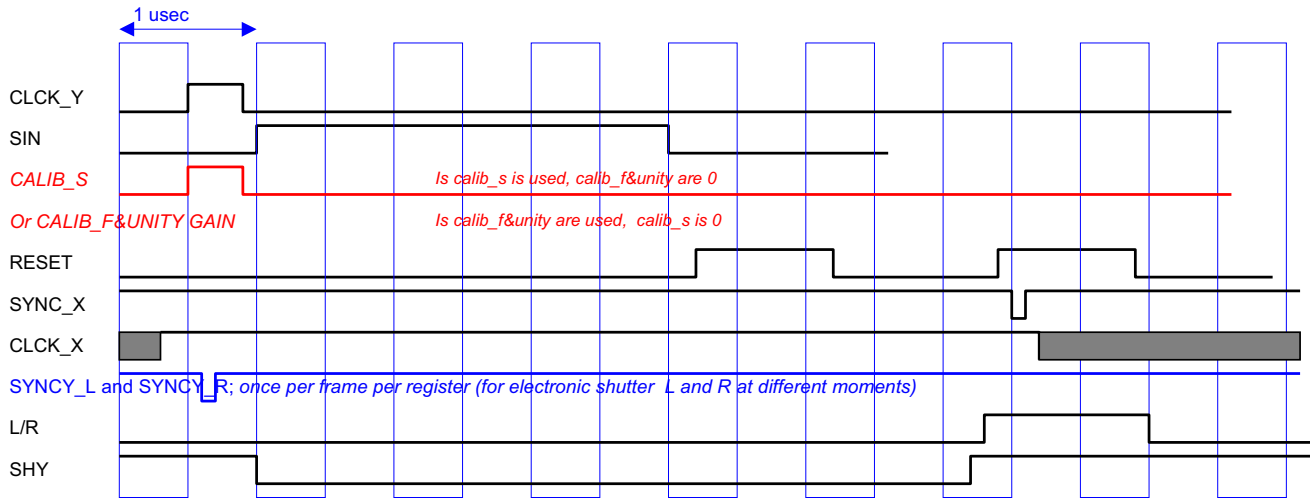 1 usec
CLCK_Y
SIN
CALIB_S Is calib_s is used, calib_f&unity are 0
Or CALIB_F&UNITY GAIN Is calib_f&unity are used, calib_s is 0
RESET
SYNC_X
CLCK_X
SYNCY_L and SYNCY_R; once per frame per register (for electronic shutter L and R at different moments)
L/R
SHY